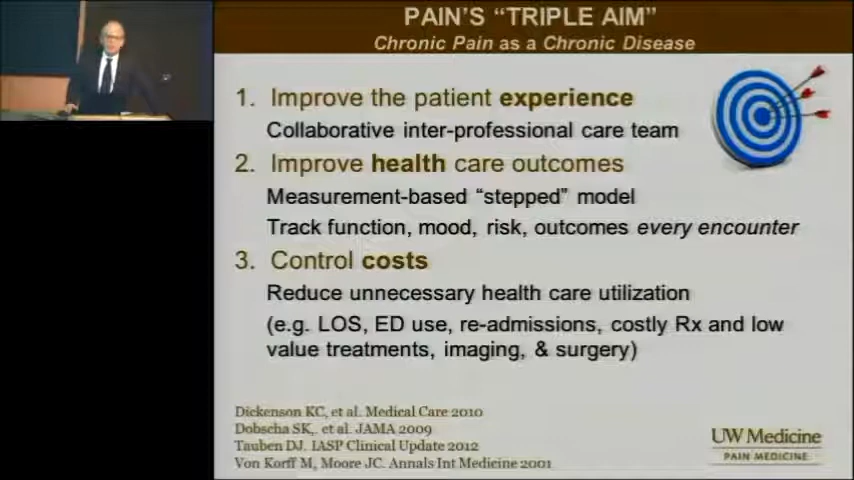 PAIN'S "TRIPLE AIM"
Chronic Pain as a Chronic Disease
1. Improve the patient experience
Collaborative inter-professional care team
2. Improve health care outcomes
Measurement-based "stepped" model
Track function, mood, risk, outcomes every encounter
3. Control costs
Reduce unnecessary health care utilization
(e.g. LOS, ED use, re-admissions, costly Rx and low
value treatments, imaging, & surgery)
Dickenson KC, et al. Medical Care 2010
Dobscha SK,. et al. JAMA 2009
Tauben DJ. IASP Clinical Update 2012
Von Korff M, Moore JC. Annals Int Medicine 2001
UW Medicine
PAIN MEDICINE